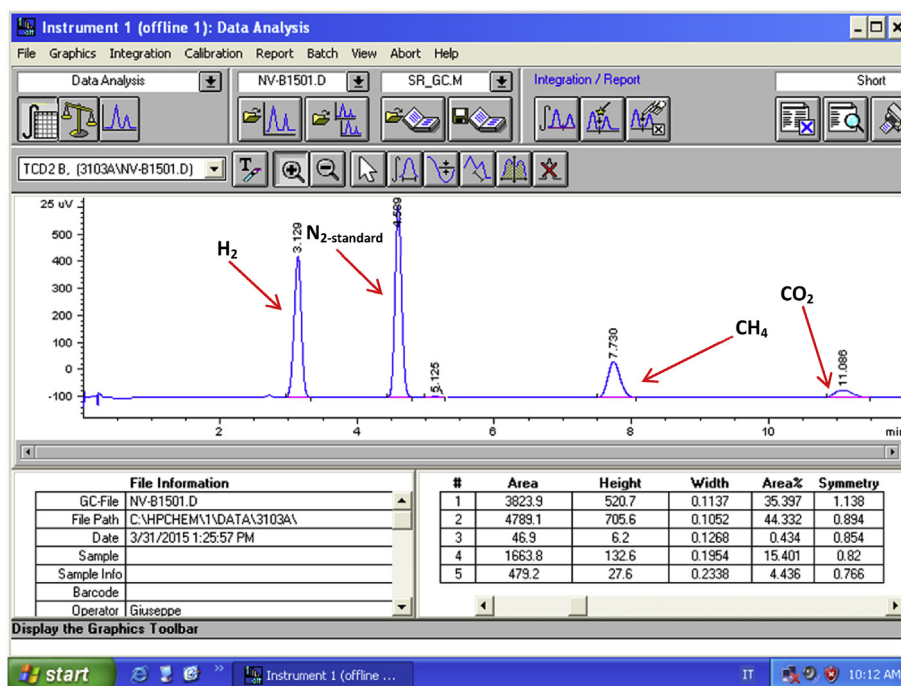 Instrument 1 (offline 1): Data Analysis
File Graphics Integration Calibration Report Batch View Abort Help
Data Analysis NV-B1501.D SR_GC.M Integration / Report Short
TCD2 B, (3103A\NV-B1501.D)
25 uV
500
400
300
200
100
0
-100
H2
3.129
N2-standard
4.589
5.125
7.730
CH4
CO2
11.086
2 4 6 8 10 min
File Information
GC-File NV-B1501.D
File Path C:\HPCHEM\1\DATA\3103A\
Date 3/31/2015 1:25:57 PM
Sample
Sample Info
Barcode
Operator Giuseppe
# Area Height Width Area% Symmetry
1 3823.9 520.7 0.1137 35.397 1.138
2 4789.1 705.6 0.1052 44.332 0.894
3 46.9 6.2 0.1268 0.434 0.854
4 1663.8 132.6 0.1954 15.401 0.82
5 479.2 27.6 0.2338 4.436 0.766
Display the Graphics Toolbar
start Instrument 1 (offline ... IT 10:12 AM